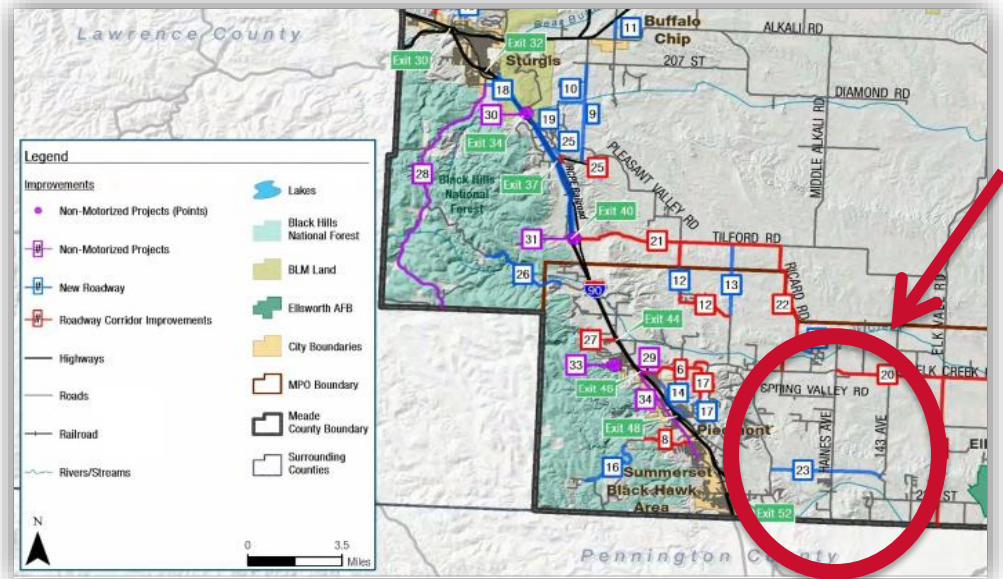 Lawrence County
Bear Butte
Buffalo
Chip
ALKALI RD
11
Exit 32
Exit 30
Sturgis
207 ST
DIAMOND RD
18
10
30
19
9
MIDDLE ALKALI RD
Exit 34
25
PLEASANT VALLEY RD
25
28
Black Hills
National
Forest
Exit 37
RCPE Railroad
Exit 40
31
21
TILFORD RD
26
12
13
RICARD RD
ELK VALE RD
90
12
22
Exit 44
27
29
33
6
20
ELK CREEK
17
SPRING VALLEY RD
Exit 46
14
34
17
HAINES AVE
143 AVE
Exit 48
Piedmont
8
23
16
Summerset
Black Hawk
Area
Exit 52
Pennington County
Legend
Improvements
Non-Motorized Projects (Points)
# Non-Motorized Projects
# New Roadway
# Roadway Corridor Improvements
Highways
Roads
Railroad
Rivers/Streams
Lakes
Black Hills
National Forest
BLM Land
Ellsworth AFB
City Boundaries
MPO Boundary
Meade
County Boundary
Surrounding
Counties
N
0 3.5
Miles